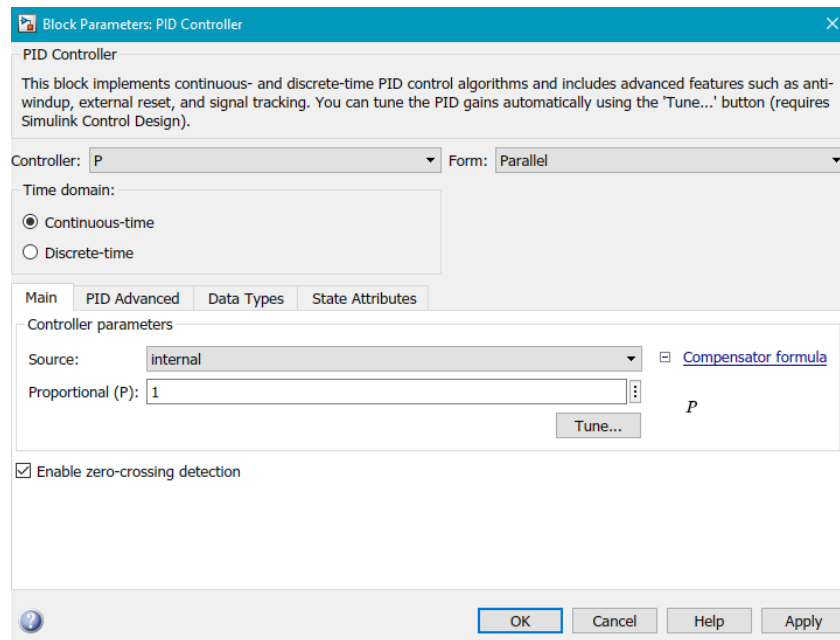 Block Parameters: PID Controller
PID Controller
This block implements continuous- and discrete-time PID control algorithms and includes advanced features such as anti-
windup, external reset, and signal tracking. You can tune the PID gains automatically using the 'Tune...' button (requires
Simulink Control Design).
Controller: P Form: Parallel
Time domain:
Continuous-time
Discrete-time
Main PID Advanced Data Types State Attributes
Controller parameters
Source: internal Compensator formula
Proportional (P): 1
P
Tune...
Enable zero-crossing detection
OK Cancel Help Apply